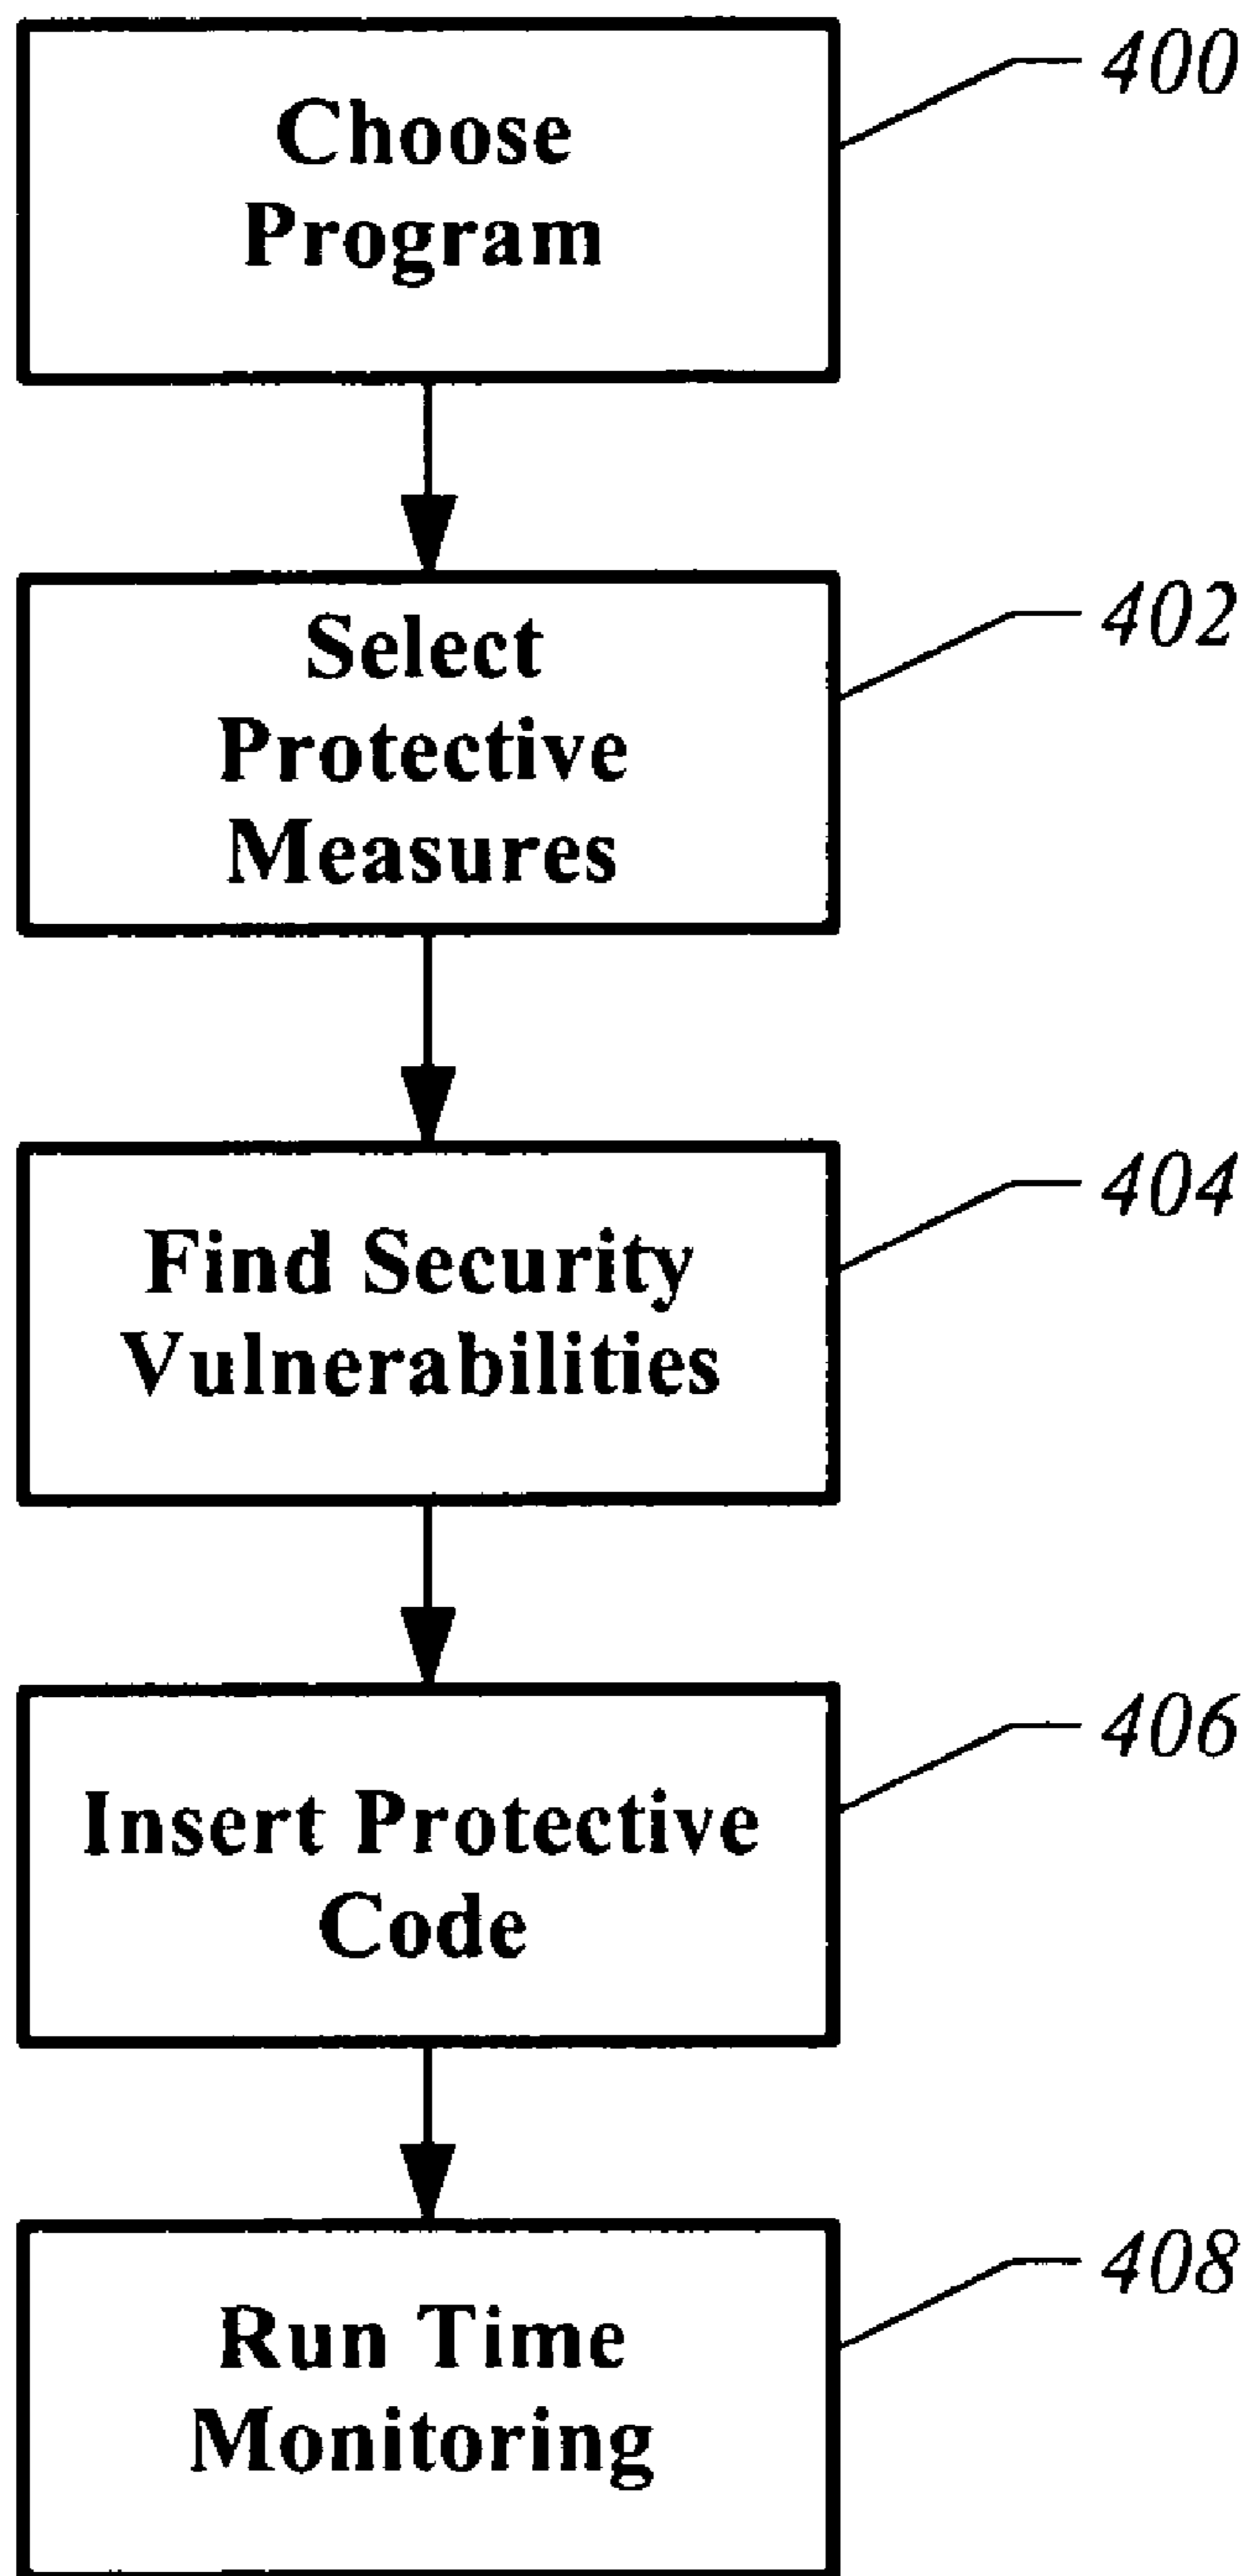 Choose
Program
400
Select
Protective
Measures
402
Find Security
Vulnerabilities
404
Insert Protective
Code
406
Run Time
Monitoring
408